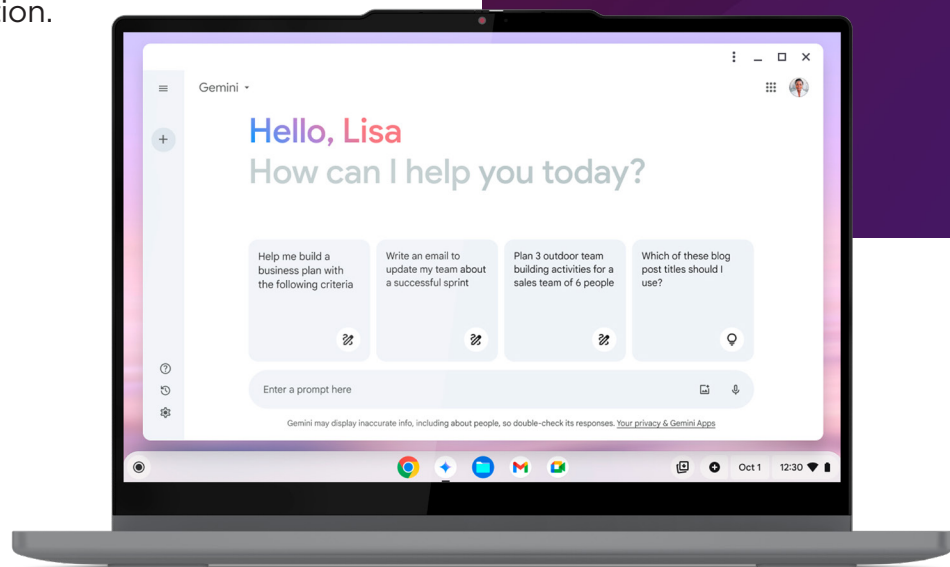 Gemini
Hello, Lisa
How can I help you today?
Help me build a
business plan with
the following criteria
Write an email to
update my team about
a successful sprint
Plan 3 outdoor team
building activities for a
sales team of 6 people
Which of these blog
post titles should I
use?
Enter a prompt here
Gemini may display inaccurate info, including about people, so double-check its responses. Your privacy & Gemini Apps
Oct 1 12:30